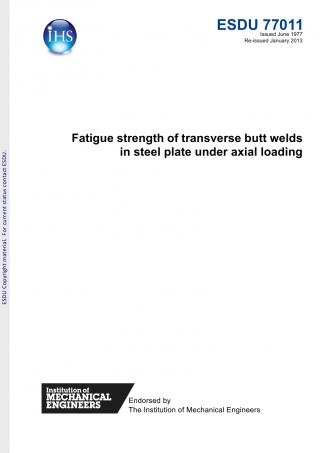 IHS
ESDU 77011
Issued June 1977
Re-issued January 2013
Fatigue strength of transverse butt welds
in steel plate under axial loading
ESDU Copyright material. For current status contact ESDU.
Institution of
MECHANICAL
ENGINEERS
Endorsed by
The Institution of Mechanical Engineers